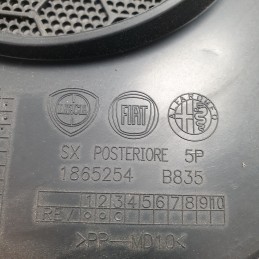 LANCIA FIAT ALFA ROMEO
SX POSTERIORE 5P
1865254 B835
1 2 3 4 5 6 7 8 9 10
>PP-MD10<